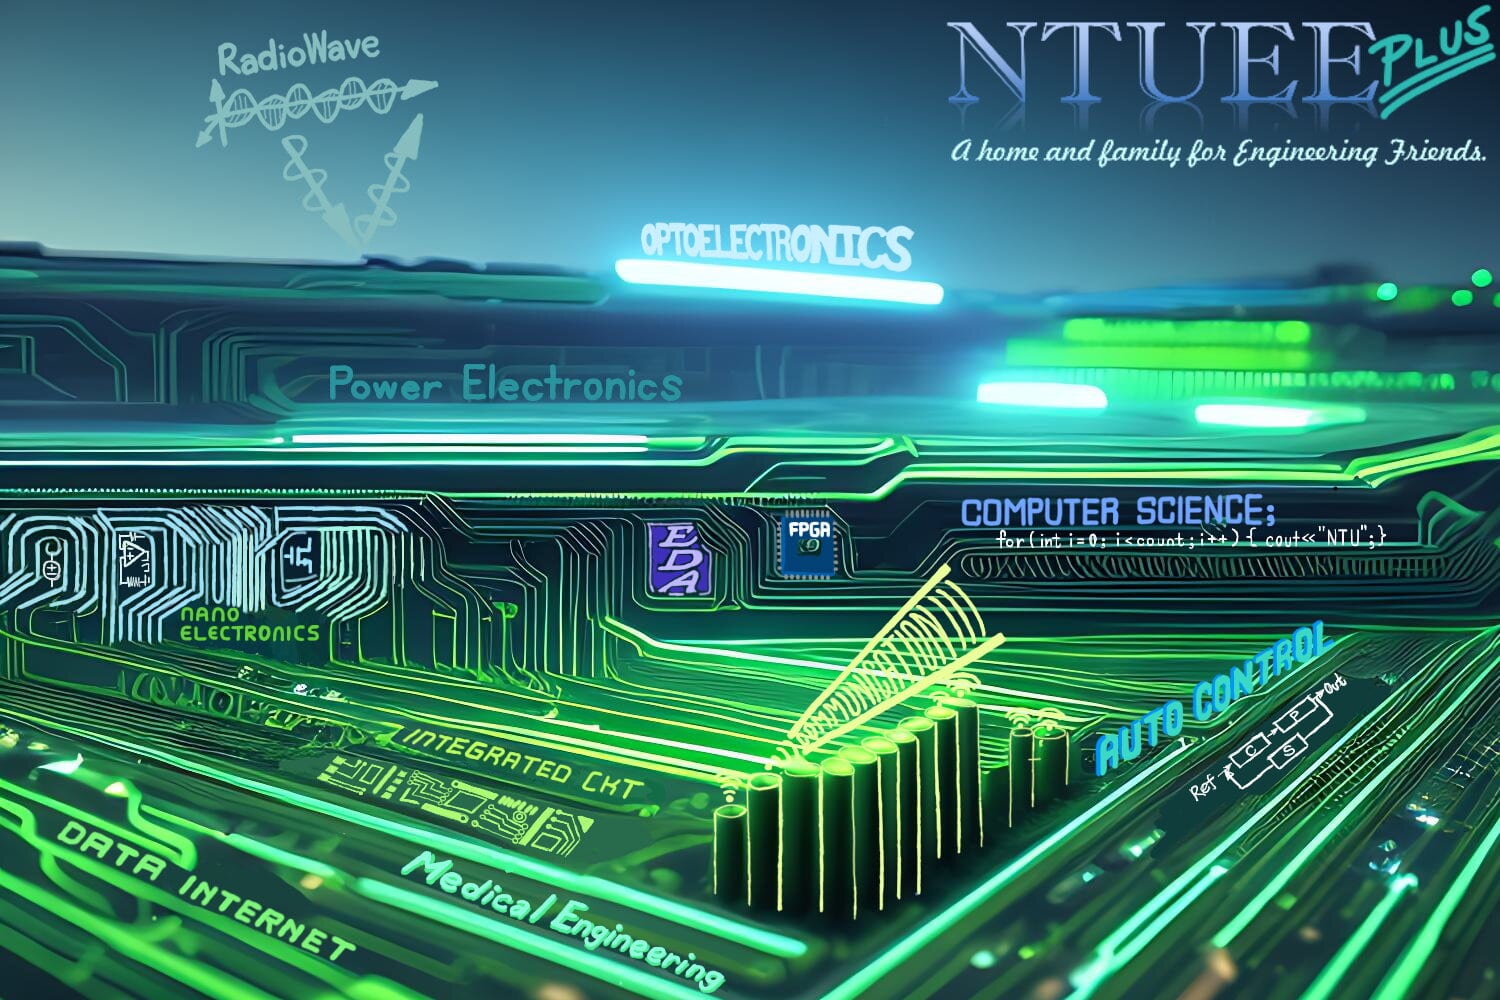 RadioWave
NTUEE PLUS
A home and family for Engineering Friends.
OPTOELECTRONICS
Power Electronics
COMPUTER SCIENCE;
for(int i=0; i<count; i++) { cout<<"NTU";}
EDA
FPGA
NANO
ELECTRONICS
COMMUNICATION
AUTO CONTROL
Ref
C
P
S
Out
INTEGRATED CKT
DATA INTERNET
Medical Engineering